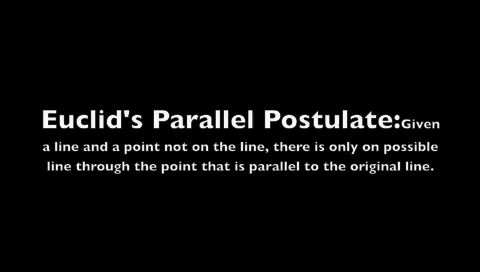 Euclid's Parallel Postulate:Given
a line and a point not on the line, there is only on possible
line through the point that is parallel to the original line.